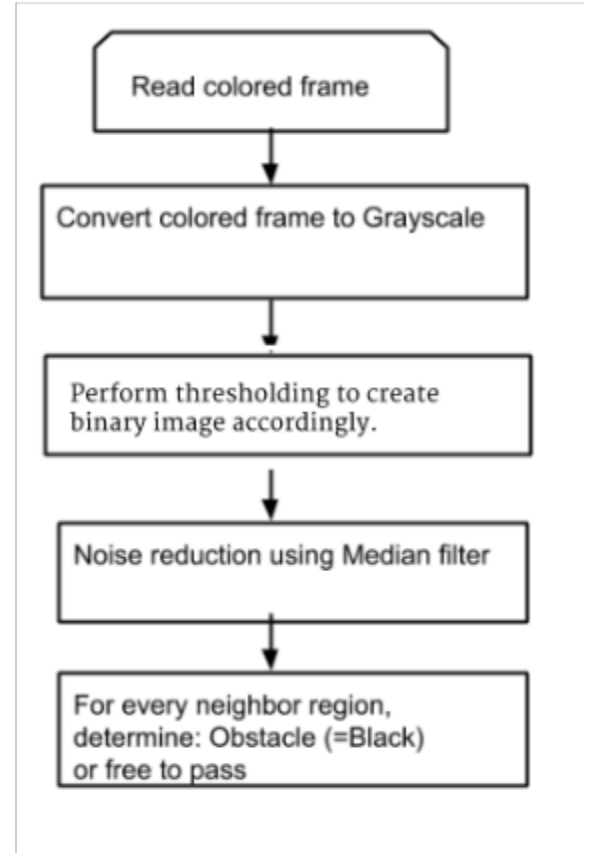 Read colored frame
Convert colored frame to Grayscale
Perform thresholding to create
binary image accordingly.
Noise reduction using Median filter
For every neighbor region,
determine: Obstacle (=Black)
or free to pass